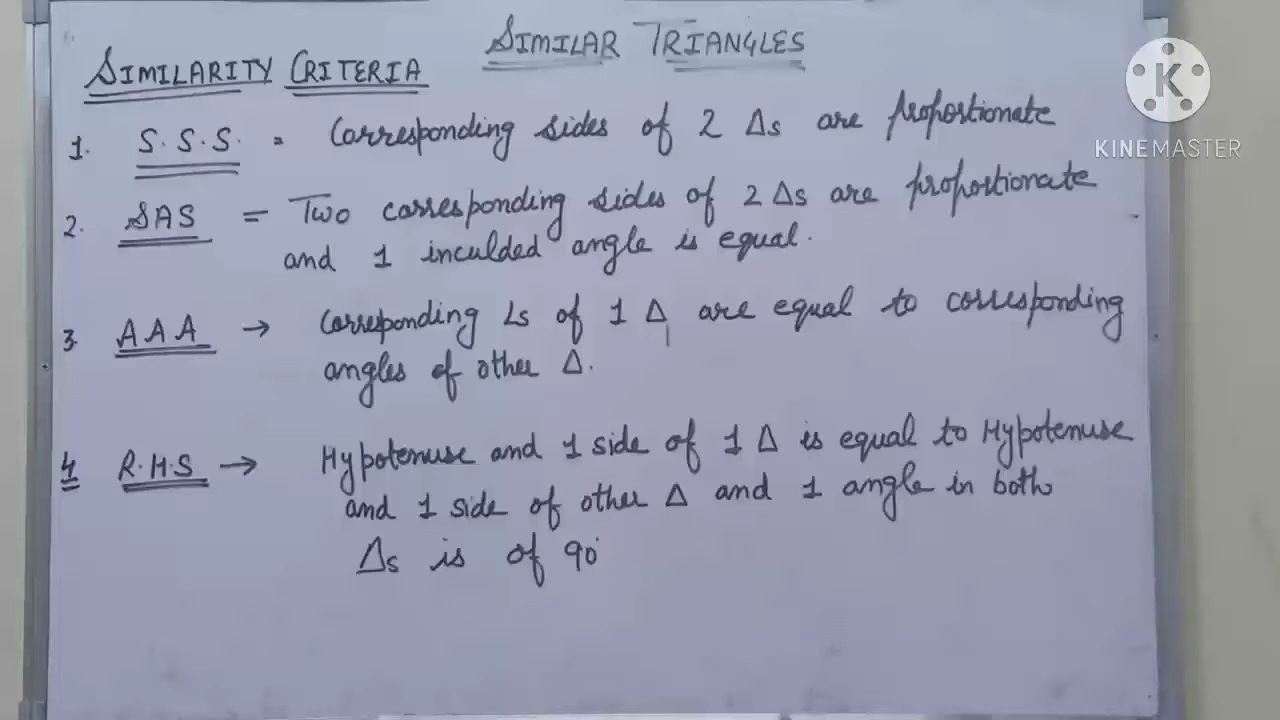 SIMILAR TRIANGLES
SIMILARITY CRITERIA
1. S.S.S. = Corresponding sides of 2 Δs are proportionate
2. SAS = Two corresponding sides of 2 Δs are proportionate
and 1 inculded angle is equal.
3. AAA → Corresponding ∠s of 1 Δ are equal to corresponding
angles of other Δ.
4. R.H.S → Hypotenuse and 1 side of 1 Δ is equal to Hypotenuse
and 1 side of other Δ and 1 angle in both
Δs is of 90°
K
KINEMASTER